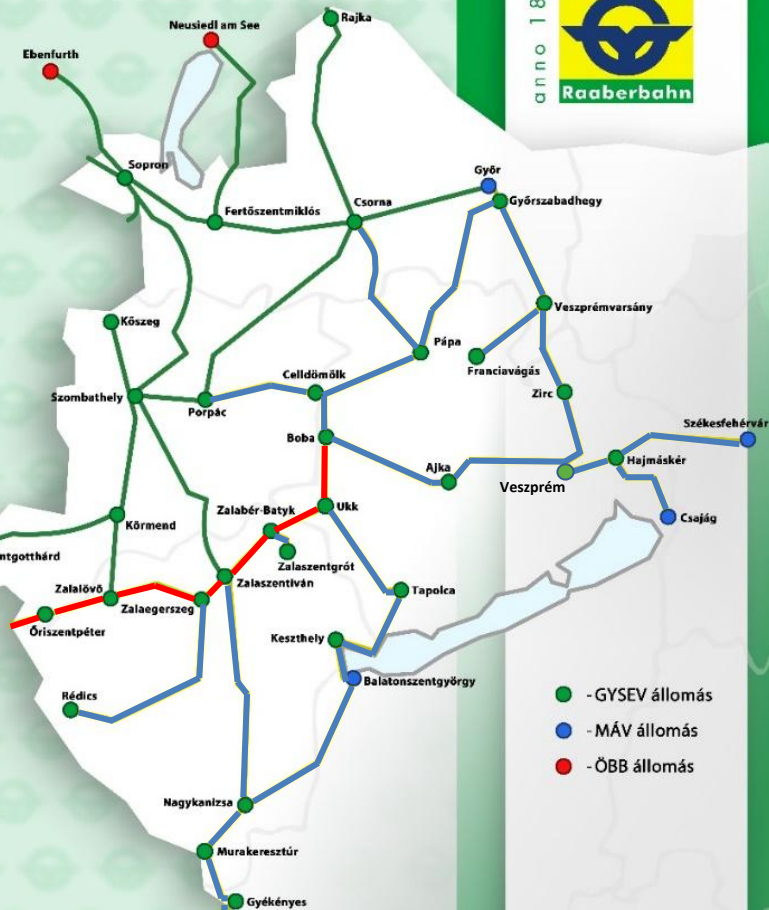 anno 18
Raaberbahn
Rajka
Neusiedl am See
Ebenfurth
Sopron
Győr
Győrszabadhegy
Csorna
Fertőszentmiklós
Kőszeg
Veszprémvarsány
Pápa
Franciavágás
Celldömölk
Zirc
Szombathely
Porpác
Székesfehérvár
Boba
Ajka
Hajmáskér
Veszprém
Zalabér-Batyk
Ukk
Körmend
Csajág
ntgotthárd
Zalaszentgrót
Zalaszentiván
Zalalövő
Zalaegerszeg
Tapolca
Őriszentpéter
Keszthely
Balatonszentgyörgy
Rédics
- GYSEV állomás
- MÁV állomás
- ÖBB állomás
Nagykanizsa
Murakeresztúr
Gyékényes